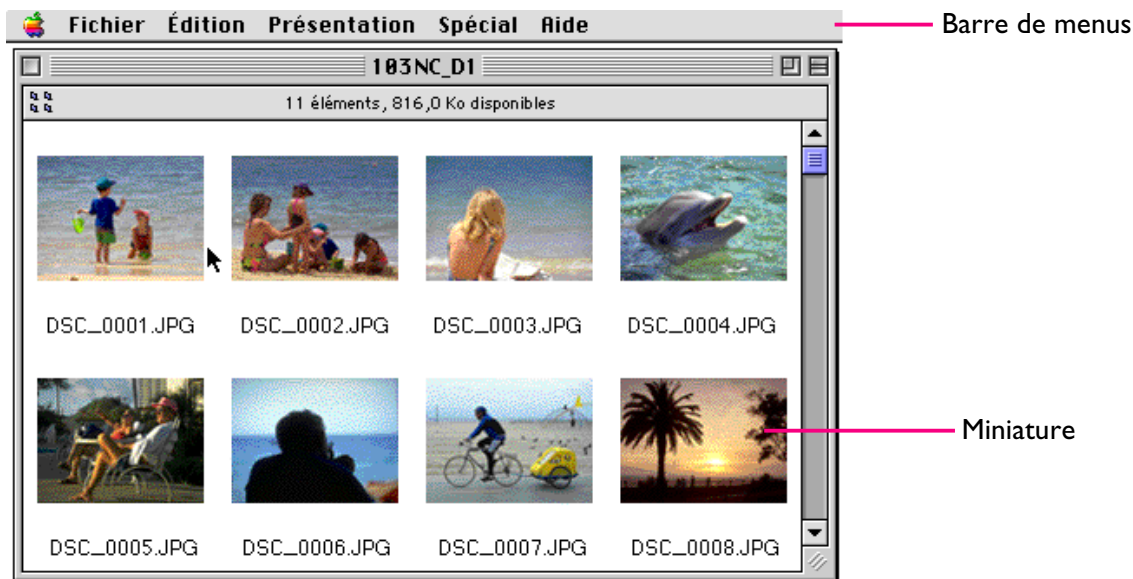 Fichier Édition Présentation Spécial Aide
Barre de menus
103NC_D1
11 éléments, 816,0 Ko disponibles
DSC_0001.JPG DSC_0002.JPG DSC_0003.JPG DSC_0004.JPG
Miniature
DSC_0005.JPG DSC_0006.JPG DSC_0007.JPG DSC_0008.JPG